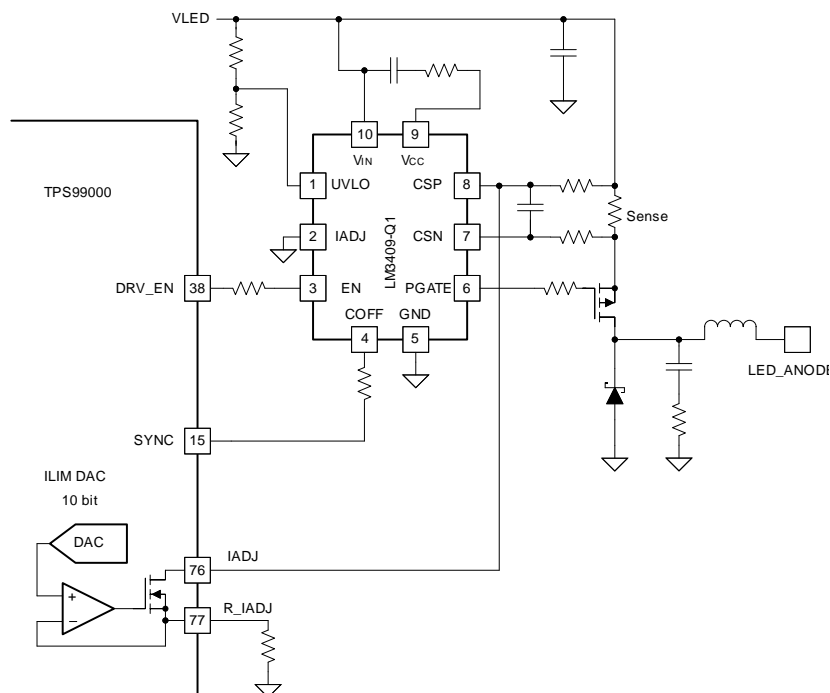 VLED
10
9
VIN
VCC
TPS99000
1
UVLO
CSP
8
Sense
2
IADJ
LM3409-Q1
CSN
7
DRV_EN
38
3
EN
PGATE
6
COFF
GND
4
5
LED_ANODE
SYNC
15
ILIM DAC
10 bit
DAC
IADJ
76
+
R_IADJ
77
−